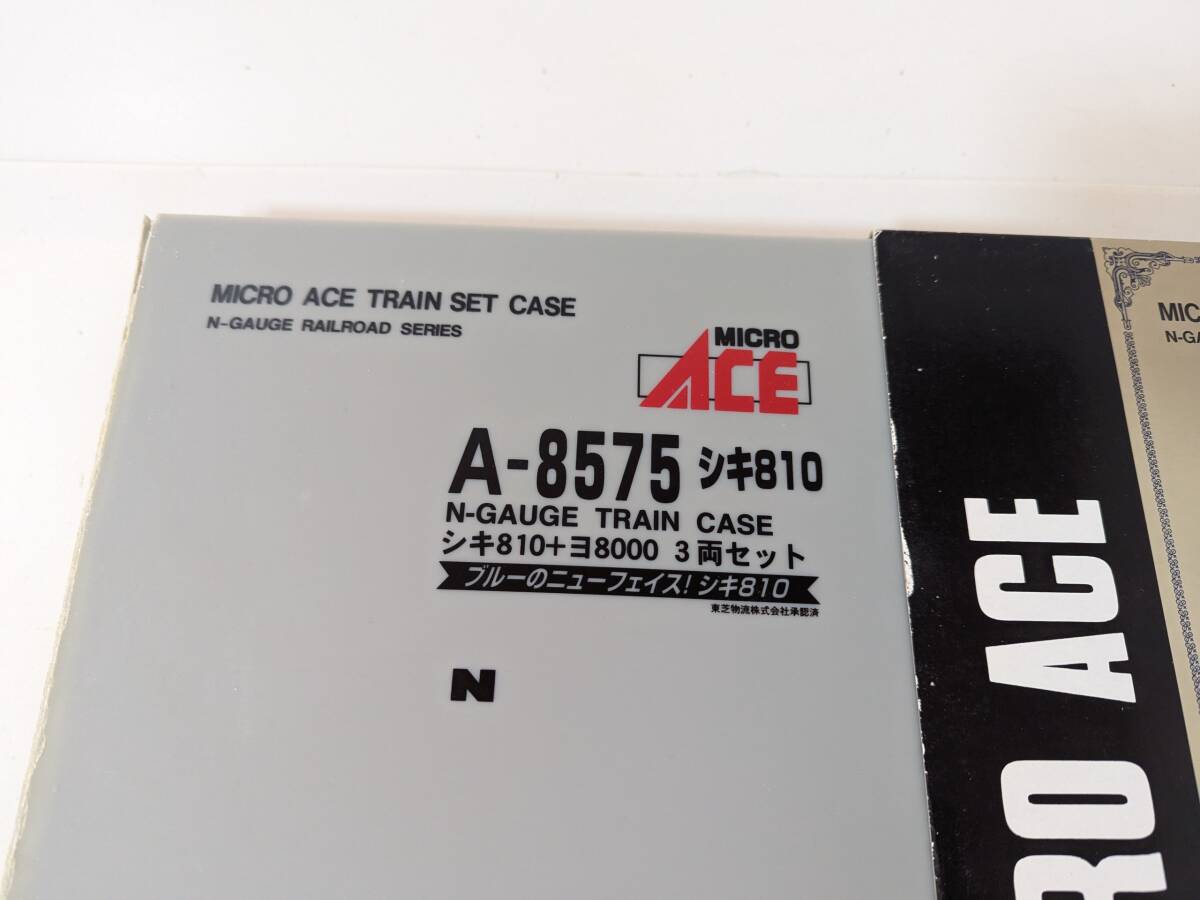 MICRO ACE TRAIN SET CASE
N-GAUGE RAILROAD SERIES
MICRO
ACE
A-8575 シキ810
N-GAUGE TRAIN CASE
シキ810+ヨ8000 3両セット
ブルーのニューフェイス! シキ810
東芝物流株式会社承認済
N
RO ACE
MIC
N-GA